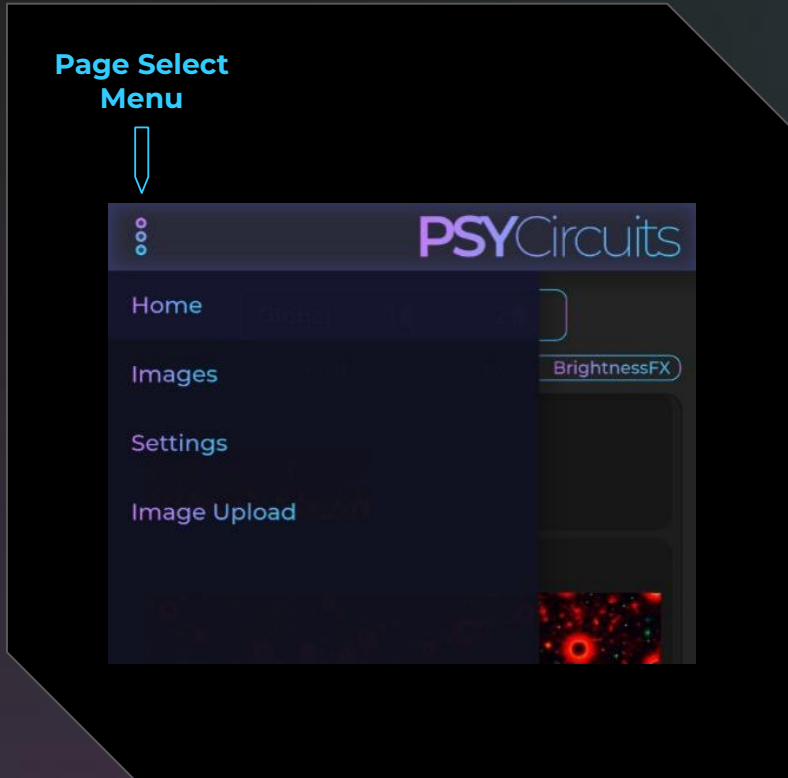 Page Select
Menu
PSYCircuits
Home
Images
BrightnessFX
Settings
Image Upload